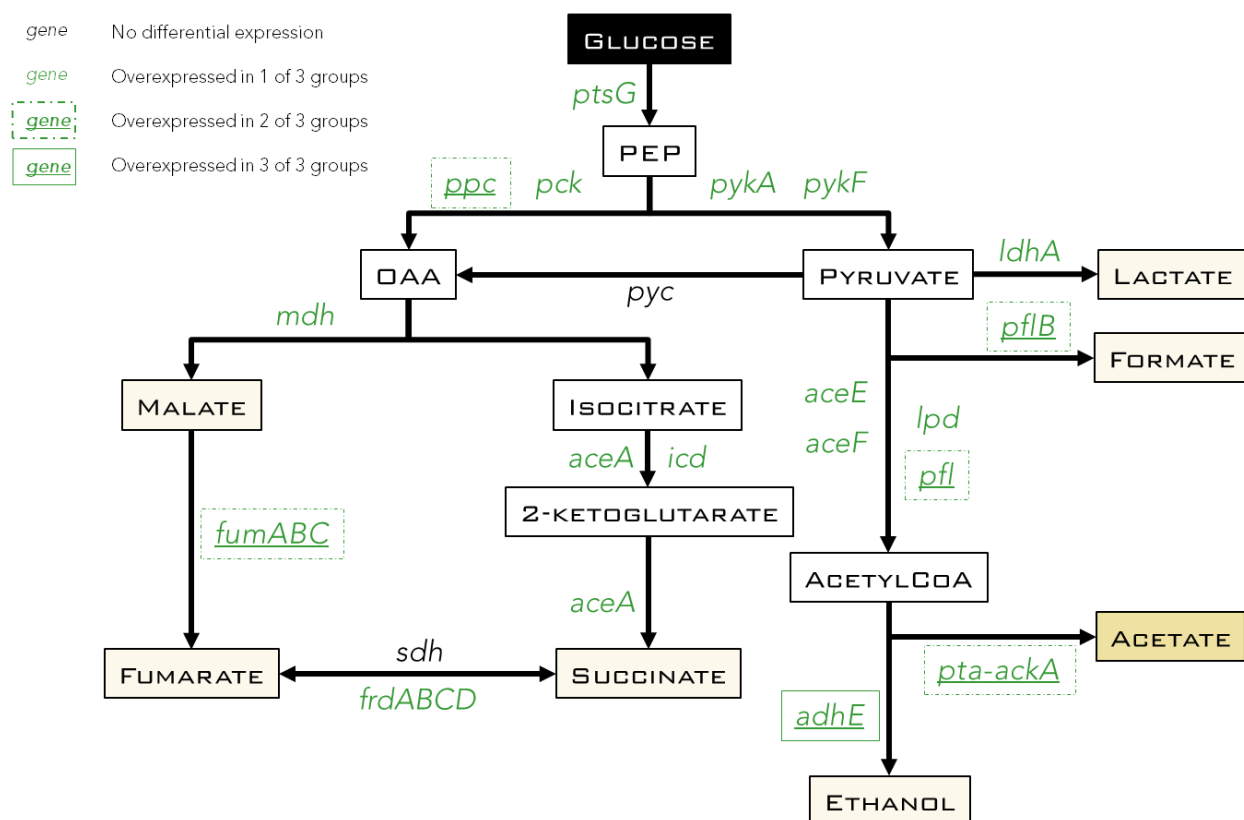 gene No differential expression
gene Overexpressed in 1 of 3 groups
gene Overexpressed in 2 of 3 groups
gene Overexpressed in 3 of 3 groups
GLUCOSE
ptsG
PEP
ppc pck pykA pykF
OAA
pyc
PYRUVATE
ldhA
LACTATE
mdh
pflB
FORMATE
MALATE
ISOCITRATE
aceE
aceF
lpd
pfl
aceA icd
2-KETOGLUTARATE
fumABC
ACETYLCOA
aceA
ACETATE
pta-ackA
FUMARATE
sdh
frdABCD
SUCCINATE
adhE
ETHANOL